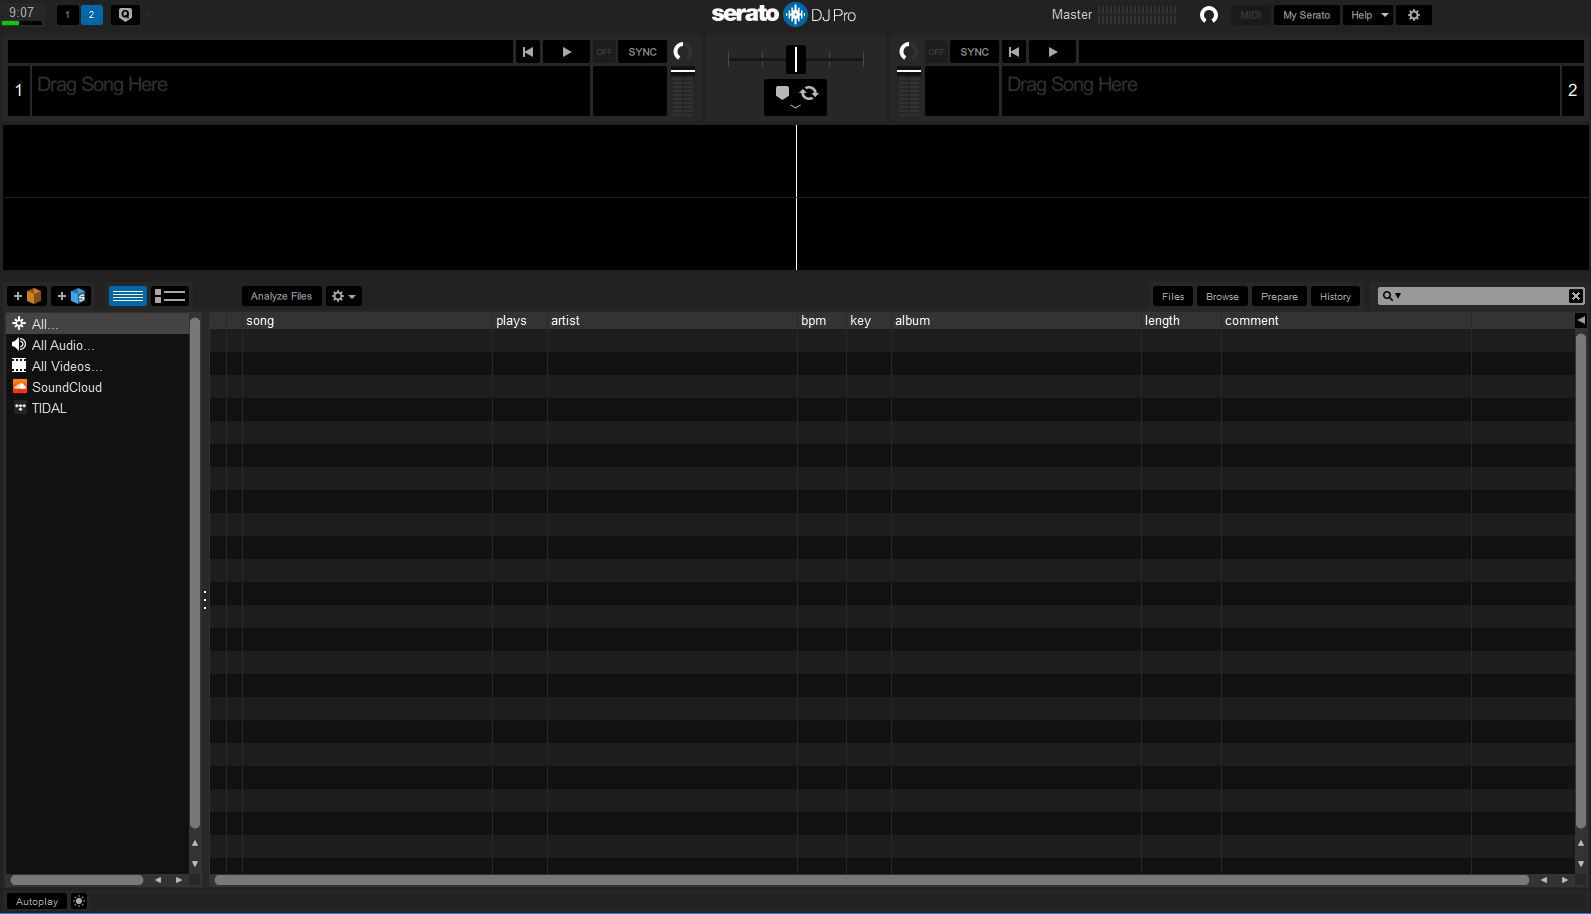 9:07 1 2 serato DJ Pro Master MIDI My Serato Help
OFF SYNC OFF SYNC
1 Drag Song Here Drag Song Here 2
Analyze Files Files Browse Prepare History
song plays artist bpm key album length comment
All...
All Audio...
All Videos...
SoundCloud
TIDAL
Autoplay